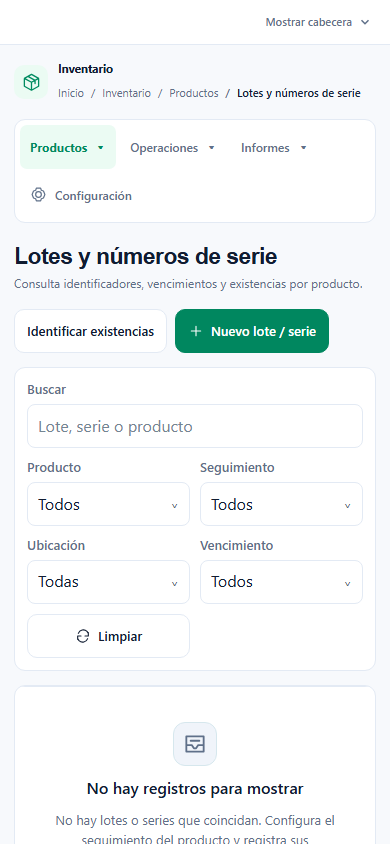 Mostrar cabecera
Inventario
Inicio / Inventario / Productos / Lotes y números de serie
Productos
Operaciones
Informes
Configuración
Lotes y números de serie
Consulta identificadores, vencimientos y existencias por producto.
Identificar existencias
Nuevo lote / serie
Buscar
Lote, serie o producto
Producto
Seguimiento
Todos
Todos
Ubicación
Vencimiento
Todas
Todos
Limpiar
No hay registros para mostrar
No hay lotes o series que coincidan. Configura el
seguimiento del producto y registra sus